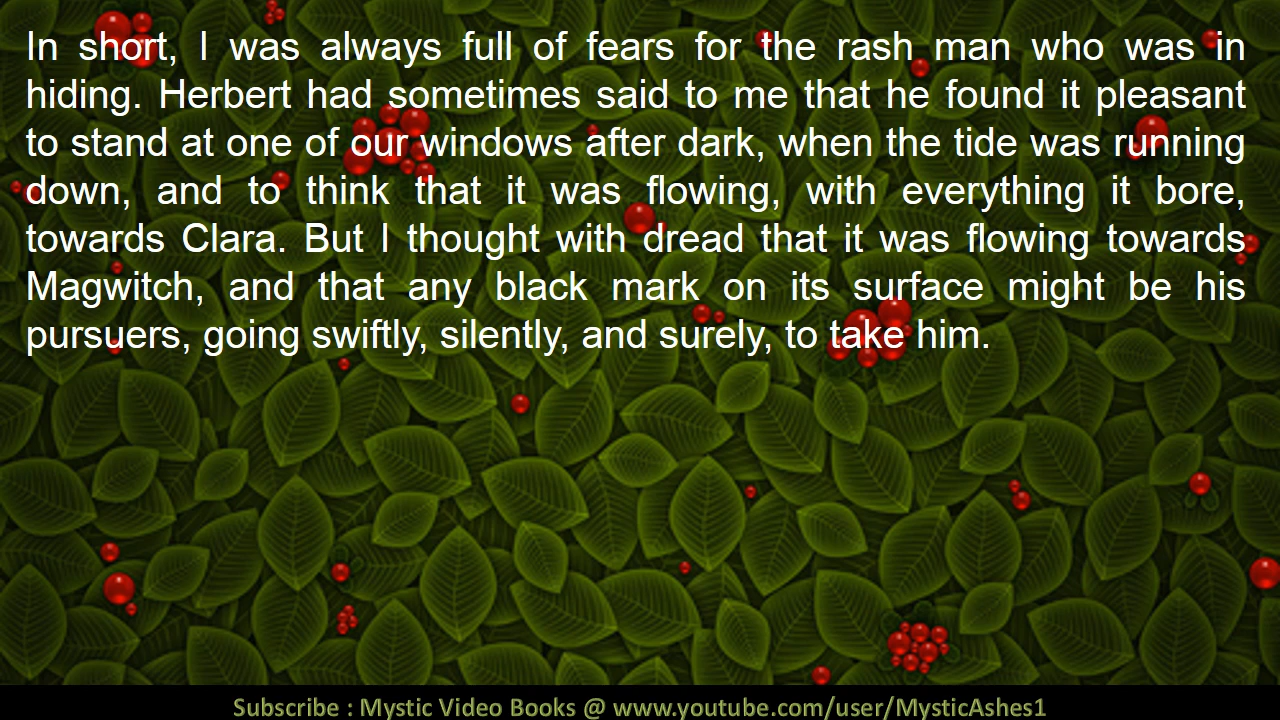 In short, I was always full of fears for the rash man who was in
hiding. Herbert had sometimes said to me that he found it pleasant
to stand at one of our windows after dark, when the tide was running
down, and to think that it was flowing, with everything it bore,
towards Clara. But I thought with dread that it was flowing towards
Magwitch, and that any black mark on its surface might be his
pursuers, going swiftly, silently, and surely, to take him.
Subscribe : Mystic Video Books @ www.youtube.com/user/MysticAshes1